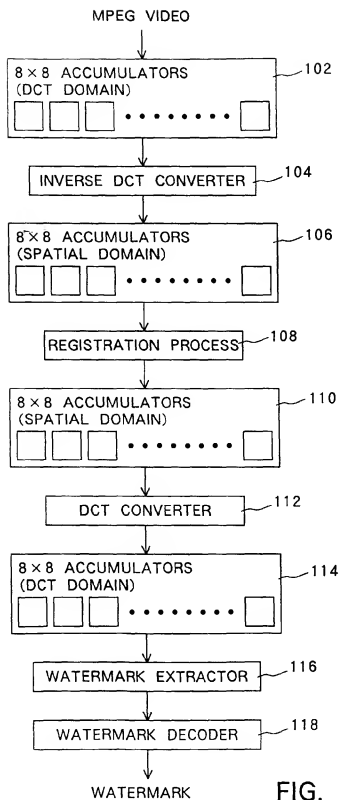 MPEG VIDEO
8 × 8 ACCUMULATORS
(DCT DOMAIN)
102
INVERSE DCT CONVERTER
104
8 × 8 ACCUMULATORS
(SPATIAL DOMAIN)
106
REGISTRATION PROCESS
108
8 × 8 ACCUMULATORS
(SPATIAL DOMAIN)
110
DCT CONVERTER
112
8 × 8 ACCUMULATORS
(DCT DOMAIN)
114
WATERMARK EXTRACTOR
116
WATERMARK DECODER
118
WATERMARK
FIG.